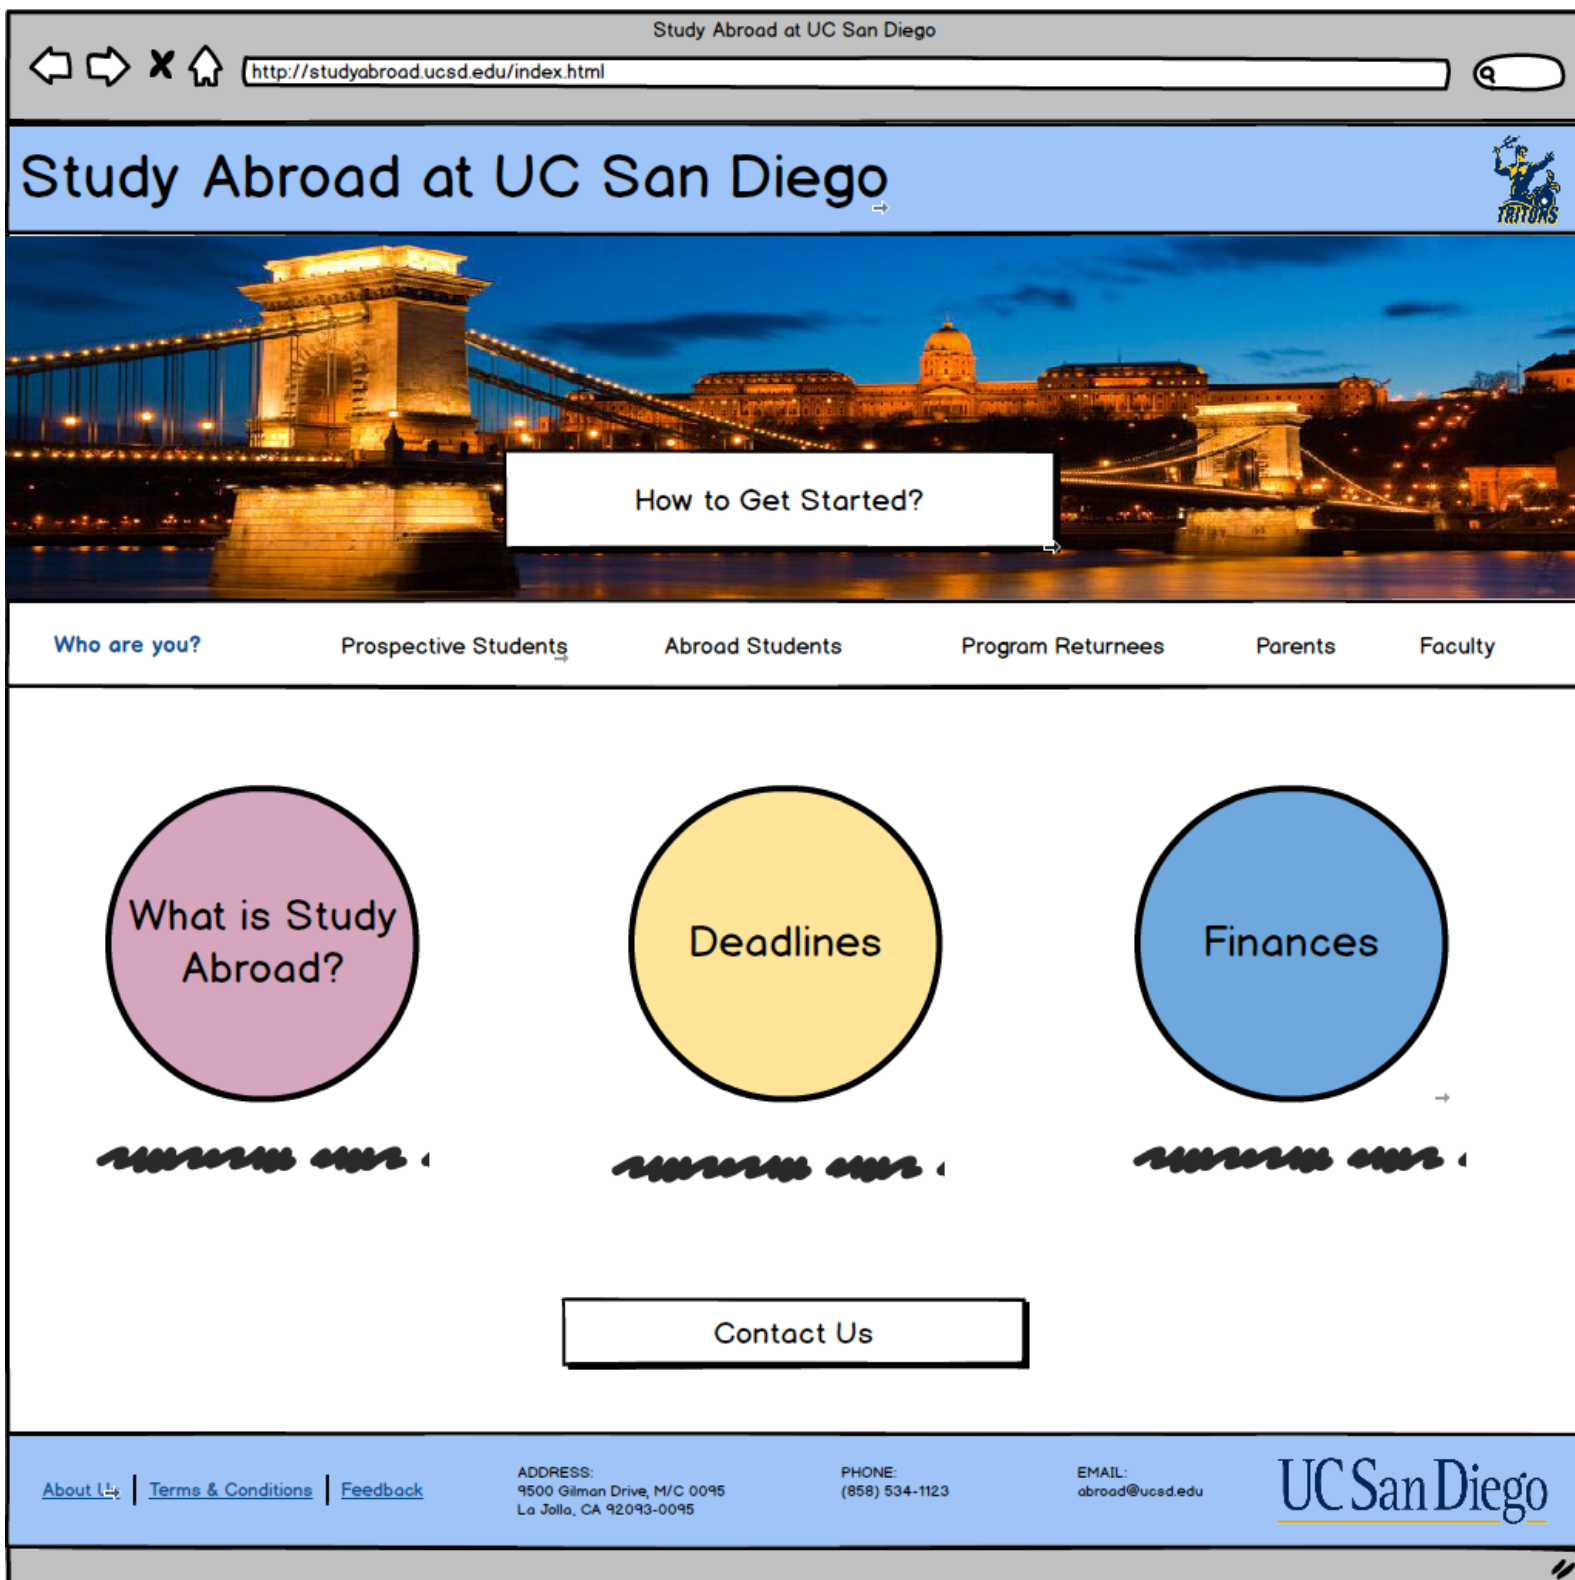 Study Abroad at UC San Diego
http://studyabroad.ucsd.edu/index.html
Study Abroad at UC San Diego
TRITONS
How to Get Started?
Who are you? Prospective Students Abroad Students Program Returnees Parents Faculty
What is Study
Abroad?
Deadlines
Finances
Contact Us
About Us Terms & Conditions Feedback
ADDRESS:
9500 Gilman Drive, M/C 0095
La Jolla, CA 92093-0095
PHONE:
(858) 534-1123
EMAIL:
abroad@ucsd.edu
UC San Diego